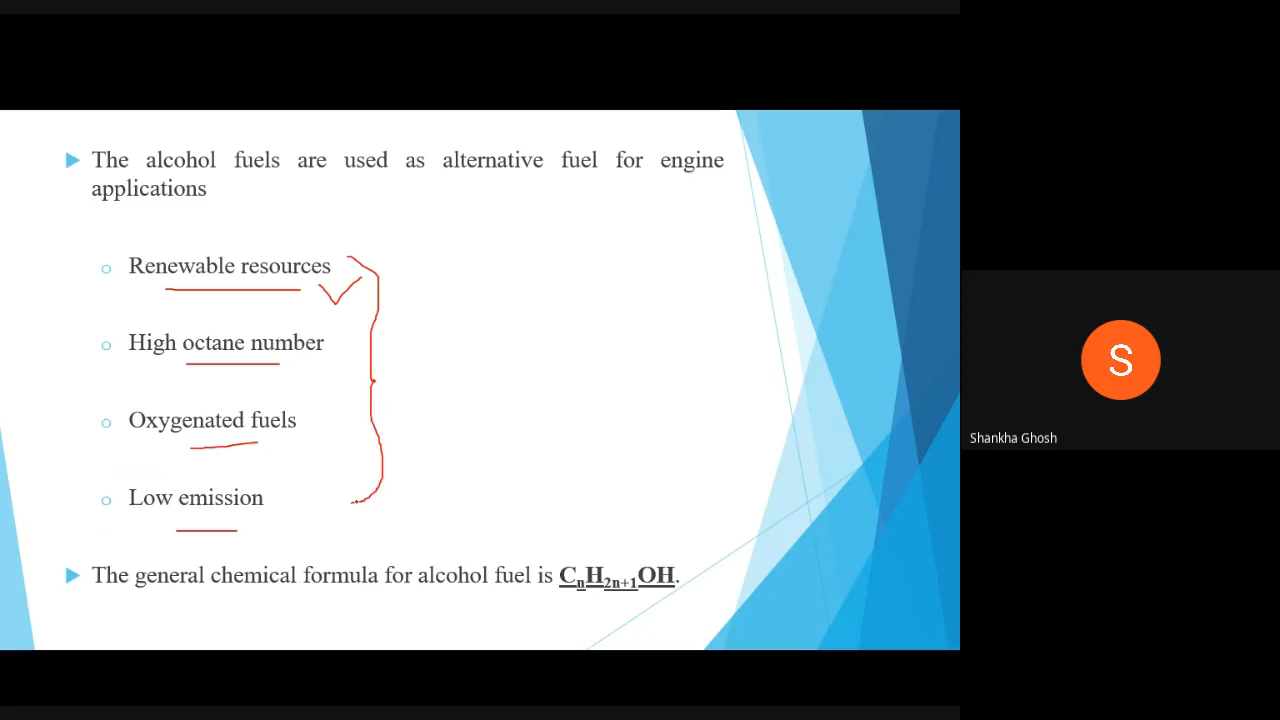 The alcohol fuels are used as alternative fuel for engine
applications
Renewable resources
High octane number
Oxygenated fuels
Low emission
The general chemical formula for alcohol fuel is CₙH₂ₙ₊₁OH.
S
Shankha Ghosh